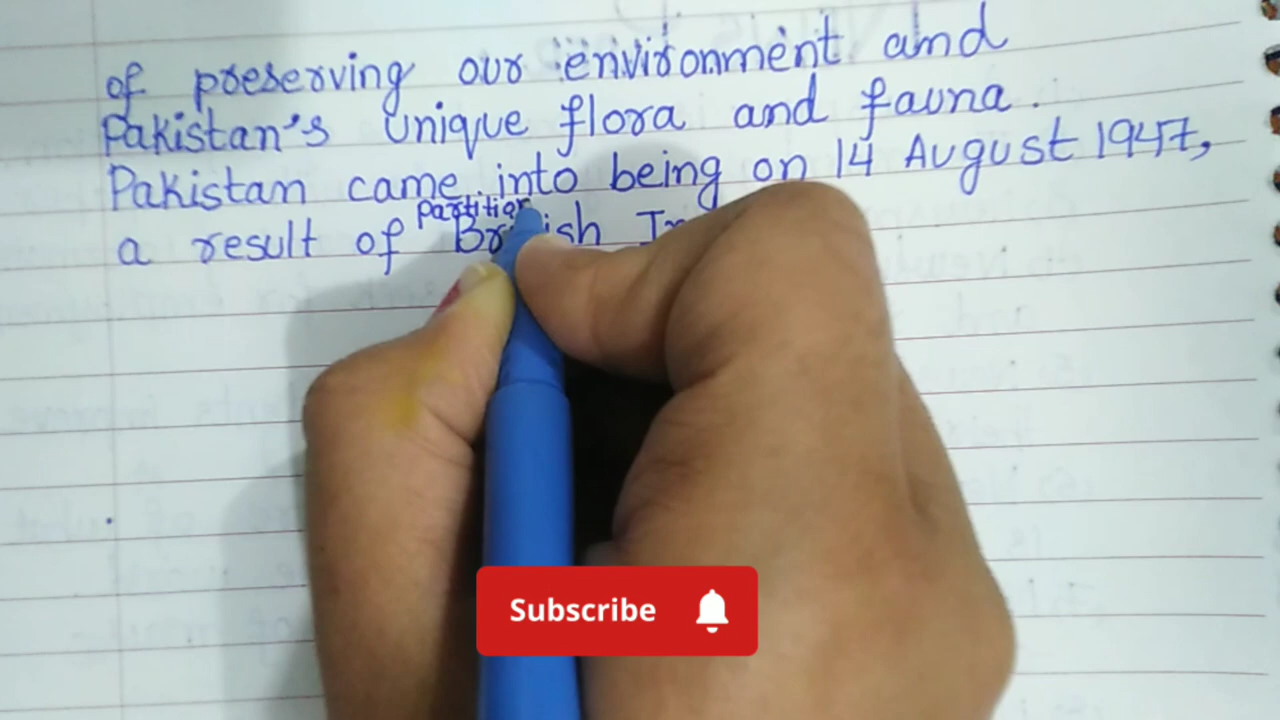 of preserving our environment and
Pakistan's unique flora and fauna.
Pakistan came into being on 14 August 1947,
partition
a result of British
Subscribe